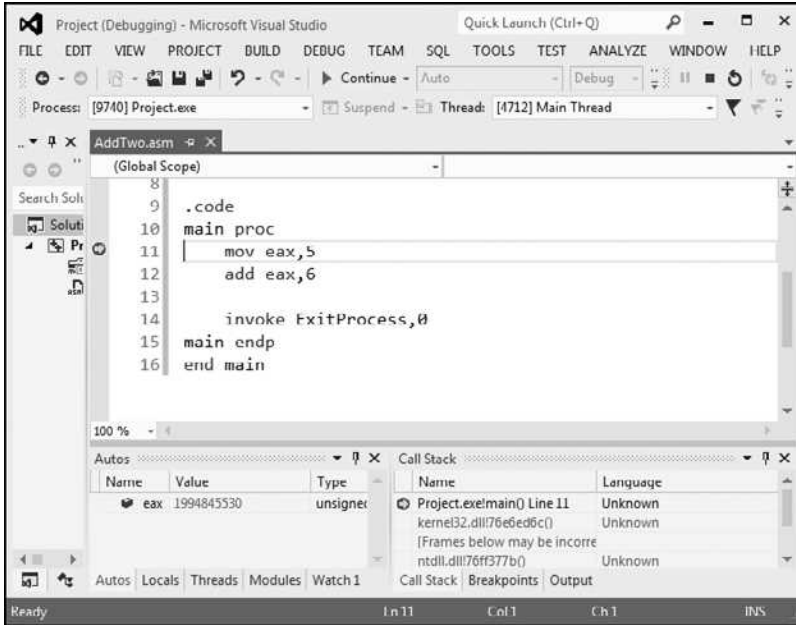 Project (Debugging) - Microsoft Visual Studio
Quick Launch (Ctrl+Q)
FILE EDIT VIEW PROJECT BUILD DEBUG TEAM SQL TOOLS TEST ANALYZE WINDOW HELP
Continue Auto Debug
Process: [9740] Project.exe Suspend Thread: [4712] Main Thread
AddTwo.asm
(Global Scope)
Search Solu
Soluti
Pr
8
9 .code
10 main proc
11 mov eax,5
12 add eax,6
13
14 invoke ExitProcess,0
15 main endp
16 end main
100 %
Autos
Name Value Type
eax 1994845530 unsigned
Autos Locals Threads Modules Watch 1
Call Stack
Name Language
Project.exe!main() Line 11 Unknown
kernel32.dll!76e6ed6c() Unknown
[Frames below may be incorre
ntdll.dll!76ff377b() Unknown
Call Stack Breakpoints Output
Ready Ln 11 Col 1 Ch 1 INS